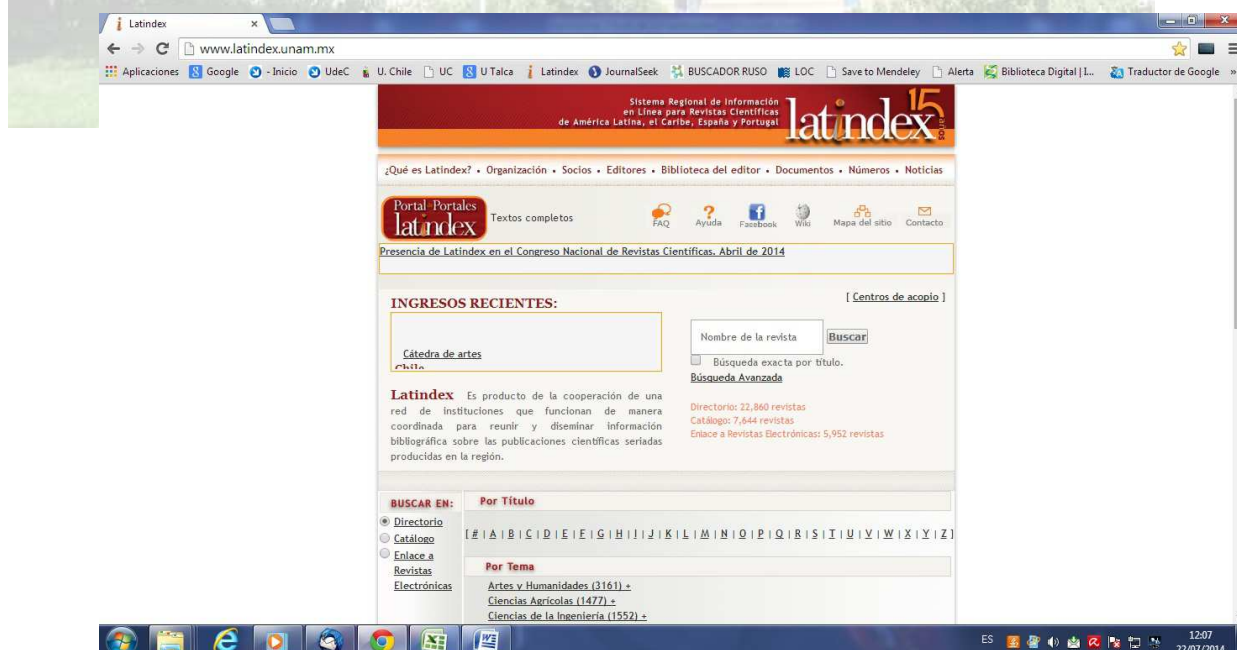 Latindex
www.latindex.unam.mx
Aplicaciones Google - Inicio UdeC U. Chile UC U Talca Latindex JournalSeek BUSCADOR RUSO LOC Save to Mendeley Alerta Biblioteca Digital | I... Traductor de Google »
Sistema Regional de Información
en Línea para Revistas Científicas
de América Latina, el Caribe, España y Portugal
latindex 15 años
¿Qué es Latindex? • Organización • Socios • Editores • Biblioteca del editor • Documentos • Números • Noticias
Portal Portales
latindex
Textos completos
FAQ Ayuda Facebook Wiki Mapa del sitio Contacto
Presencia de Latindex en el Congreso Nacional de Revistas Científicas. Abril de 2014
[ Centros de acopio ]
INGRESOS RECIENTES:
Cátedra de artes
Chile
Nombre de la revista Buscar
Búsqueda exacta por título.
Búsqueda Avanzada
Directorio: 22,860 revistas
Catálogo: 7,644 revistas
Enlace a Revistas Electrónicas: 5,952 revistas
Latindex Es producto de la cooperación de una
red de instituciones que funcionan de manera
coordinada para reunir y diseminar información
bibliográfica sobre las publicaciones científicas seriadas
producidas en la región.
BUSCAR EN:
Directorio
Catálogo
Enlace a
Revistas
Electrónicas
Por Título
[ # | A | B | C | D | E | F | G | H | I | J | K | L | M | N | O | P | Q | R | S | T | U | V | W | X | Y | Z ]
Por Tema
Artes y Humanidades (3161) +
Ciencias Agrícolas (1477) +
Ciencias de la Ingeniería (1552) +
ES
12:07
22/07/2014